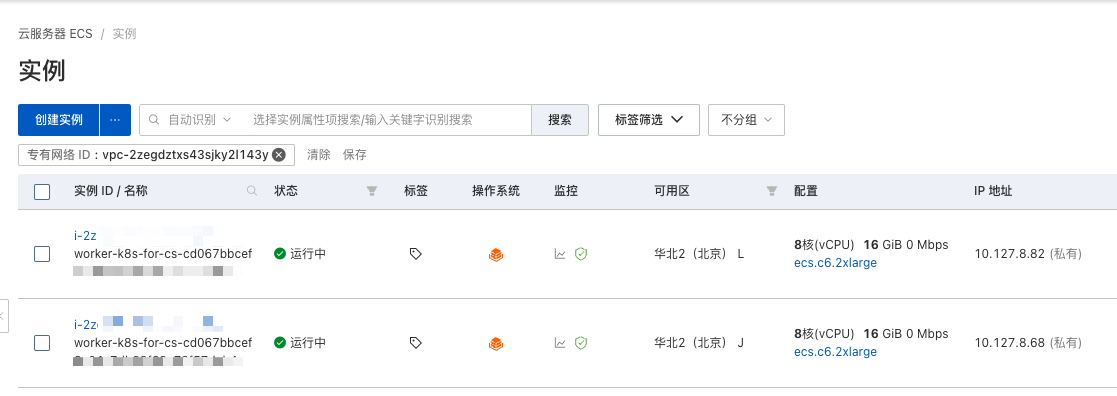 云服务器 ECS / 实例
实例
创建实例 ··· 自动识别 选择实例属性项搜索/输入关键字识别搜索 搜索 标签筛选 不分组
专有网络 ID：vpc-2zegdztxs43sjky2l143y 清除 保存
实例 ID / 名称 状态 标签 操作系统 监控 可用区 配置 IP 地址
i-2z
worker-k8s-for-cs-cd067bbcef 运行中 华北2（北京） L 8核(vCPU) 16 GiB 0 Mbps 10.127.8.82 (私有)
ecs.c6.2xlarge
i-2z
worker-k8s-for-cs-cd067bbcef 运行中 华北2（北京） J 8核(vCPU) 16 GiB 0 Mbps 10.127.8.68 (私有)
ecs.c6.2xlarge